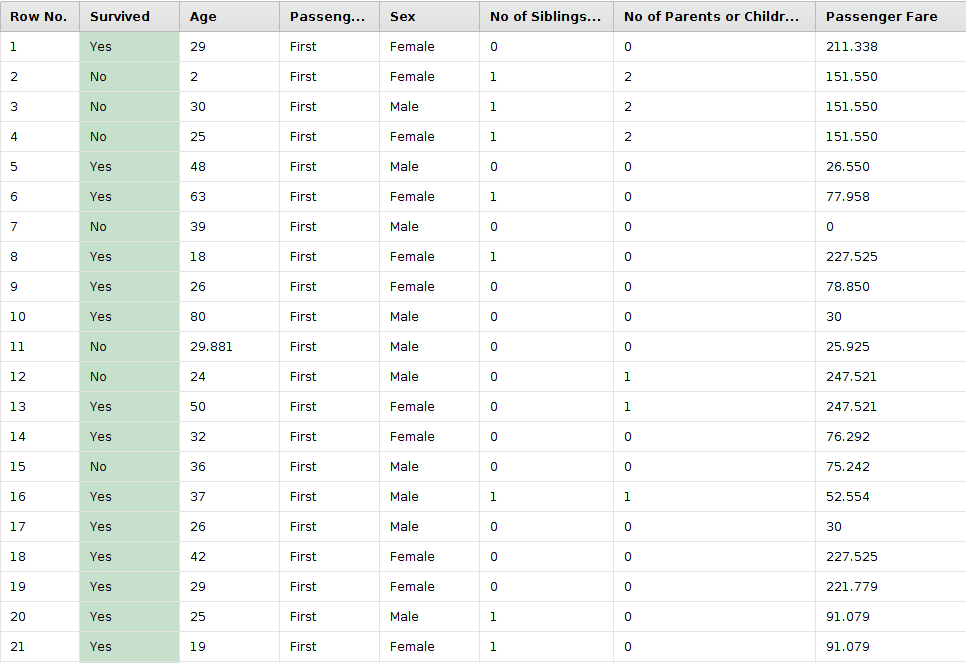 Row No. Survived Age Passeng... Sex No of Siblings... No of Parents or Childr... Passenger Fare
1 Yes 29 First Female 0 0 211.338
2 No 2 First Female 1 2 151.550
3 No 30 First Male 1 2 151.550
4 No 25 First Female 1 2 151.550
5 Yes 48 First Male 0 0 26.550
6 Yes 63 First Female 1 0 77.958
7 No 39 First Male 0 0 0
8 Yes 18 First Female 1 0 227.525
9 Yes 26 First Female 0 0 78.850
10 Yes 80 First Male 0 0 30
11 No 29.881 First Male 0 0 25.925
12 No 24 First Male 0 1 247.521
13 Yes 50 First Female 0 1 247.521
14 Yes 32 First Female 0 0 76.292
15 No 36 First Male 0 0 75.242
16 Yes 37 First Male 1 1 52.554
17 Yes 26 First Male 0 0 30
18 Yes 42 First Female 0 0 227.525
19 Yes 29 First Female 0 0 221.779
20 Yes 25 First Male 1 0 91.079
21 Yes 19 First Female 1 0 91.079